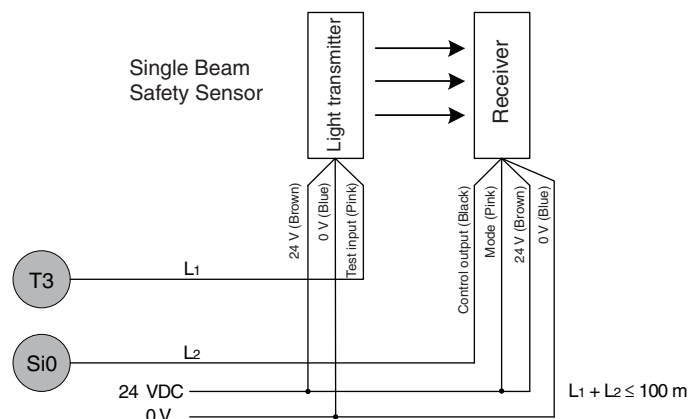 Single Beam
Safety Sensor
Light transmitter
Receiver
24 V (Brown)
0 V (Blue)
Test input (Pink)
Control output (Black)
Mode (Pink)
24 V (Brown)
0 V (Blue)
T3
L1
Si0
L2
24 VDC
0 V
L1 + L2 ≤ 100 m